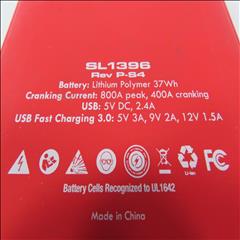 SL1396
Rev P-S4
Battery: Lithium Polymer 37Wh
Cranking Current: 800A peak, 400A cranking
USB: 5V DC, 2.4A
USB Fast Charging 3.0: 5V 3A, 9V 2A, 12V 1.5A
Li-ion
Battery Cells Recognized to UL1642
Made in China